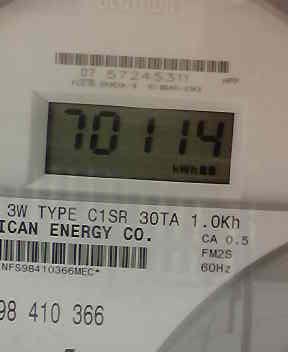 07 57245311
70114
kWh
3W TYPE C1SR 30TA 1.0Kh
ICAN ENERGY CO.
CA 0.5
FM2S
60Hz
NFS98410366MEC*
98 410 366